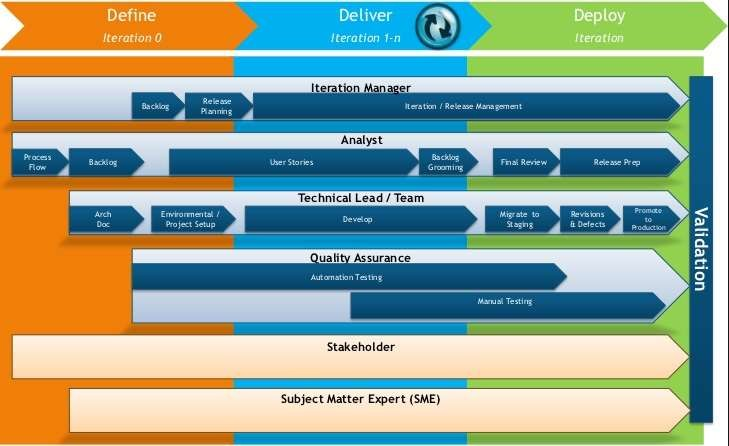 Define
Iteration 0
Deliver
Iteration 1-n
Deploy
Iteration
Iteration Manager
Backlog
Release
Planning
Iteration / Release Management
Analyst
Process
Flow
Backlog
User Stories
Backlog
Grooming
Final Review
Release Prep
Technical Lead / Team
Arch
Doc
Environmental /
Project Setup
Develop
Migrate to
Staging
Revisions
& Defects
Promote
to
Production
Quality Assurance
Automation Testing
Manual Testing
Stakeholder
Subject Matter Expert (SME)
Validation